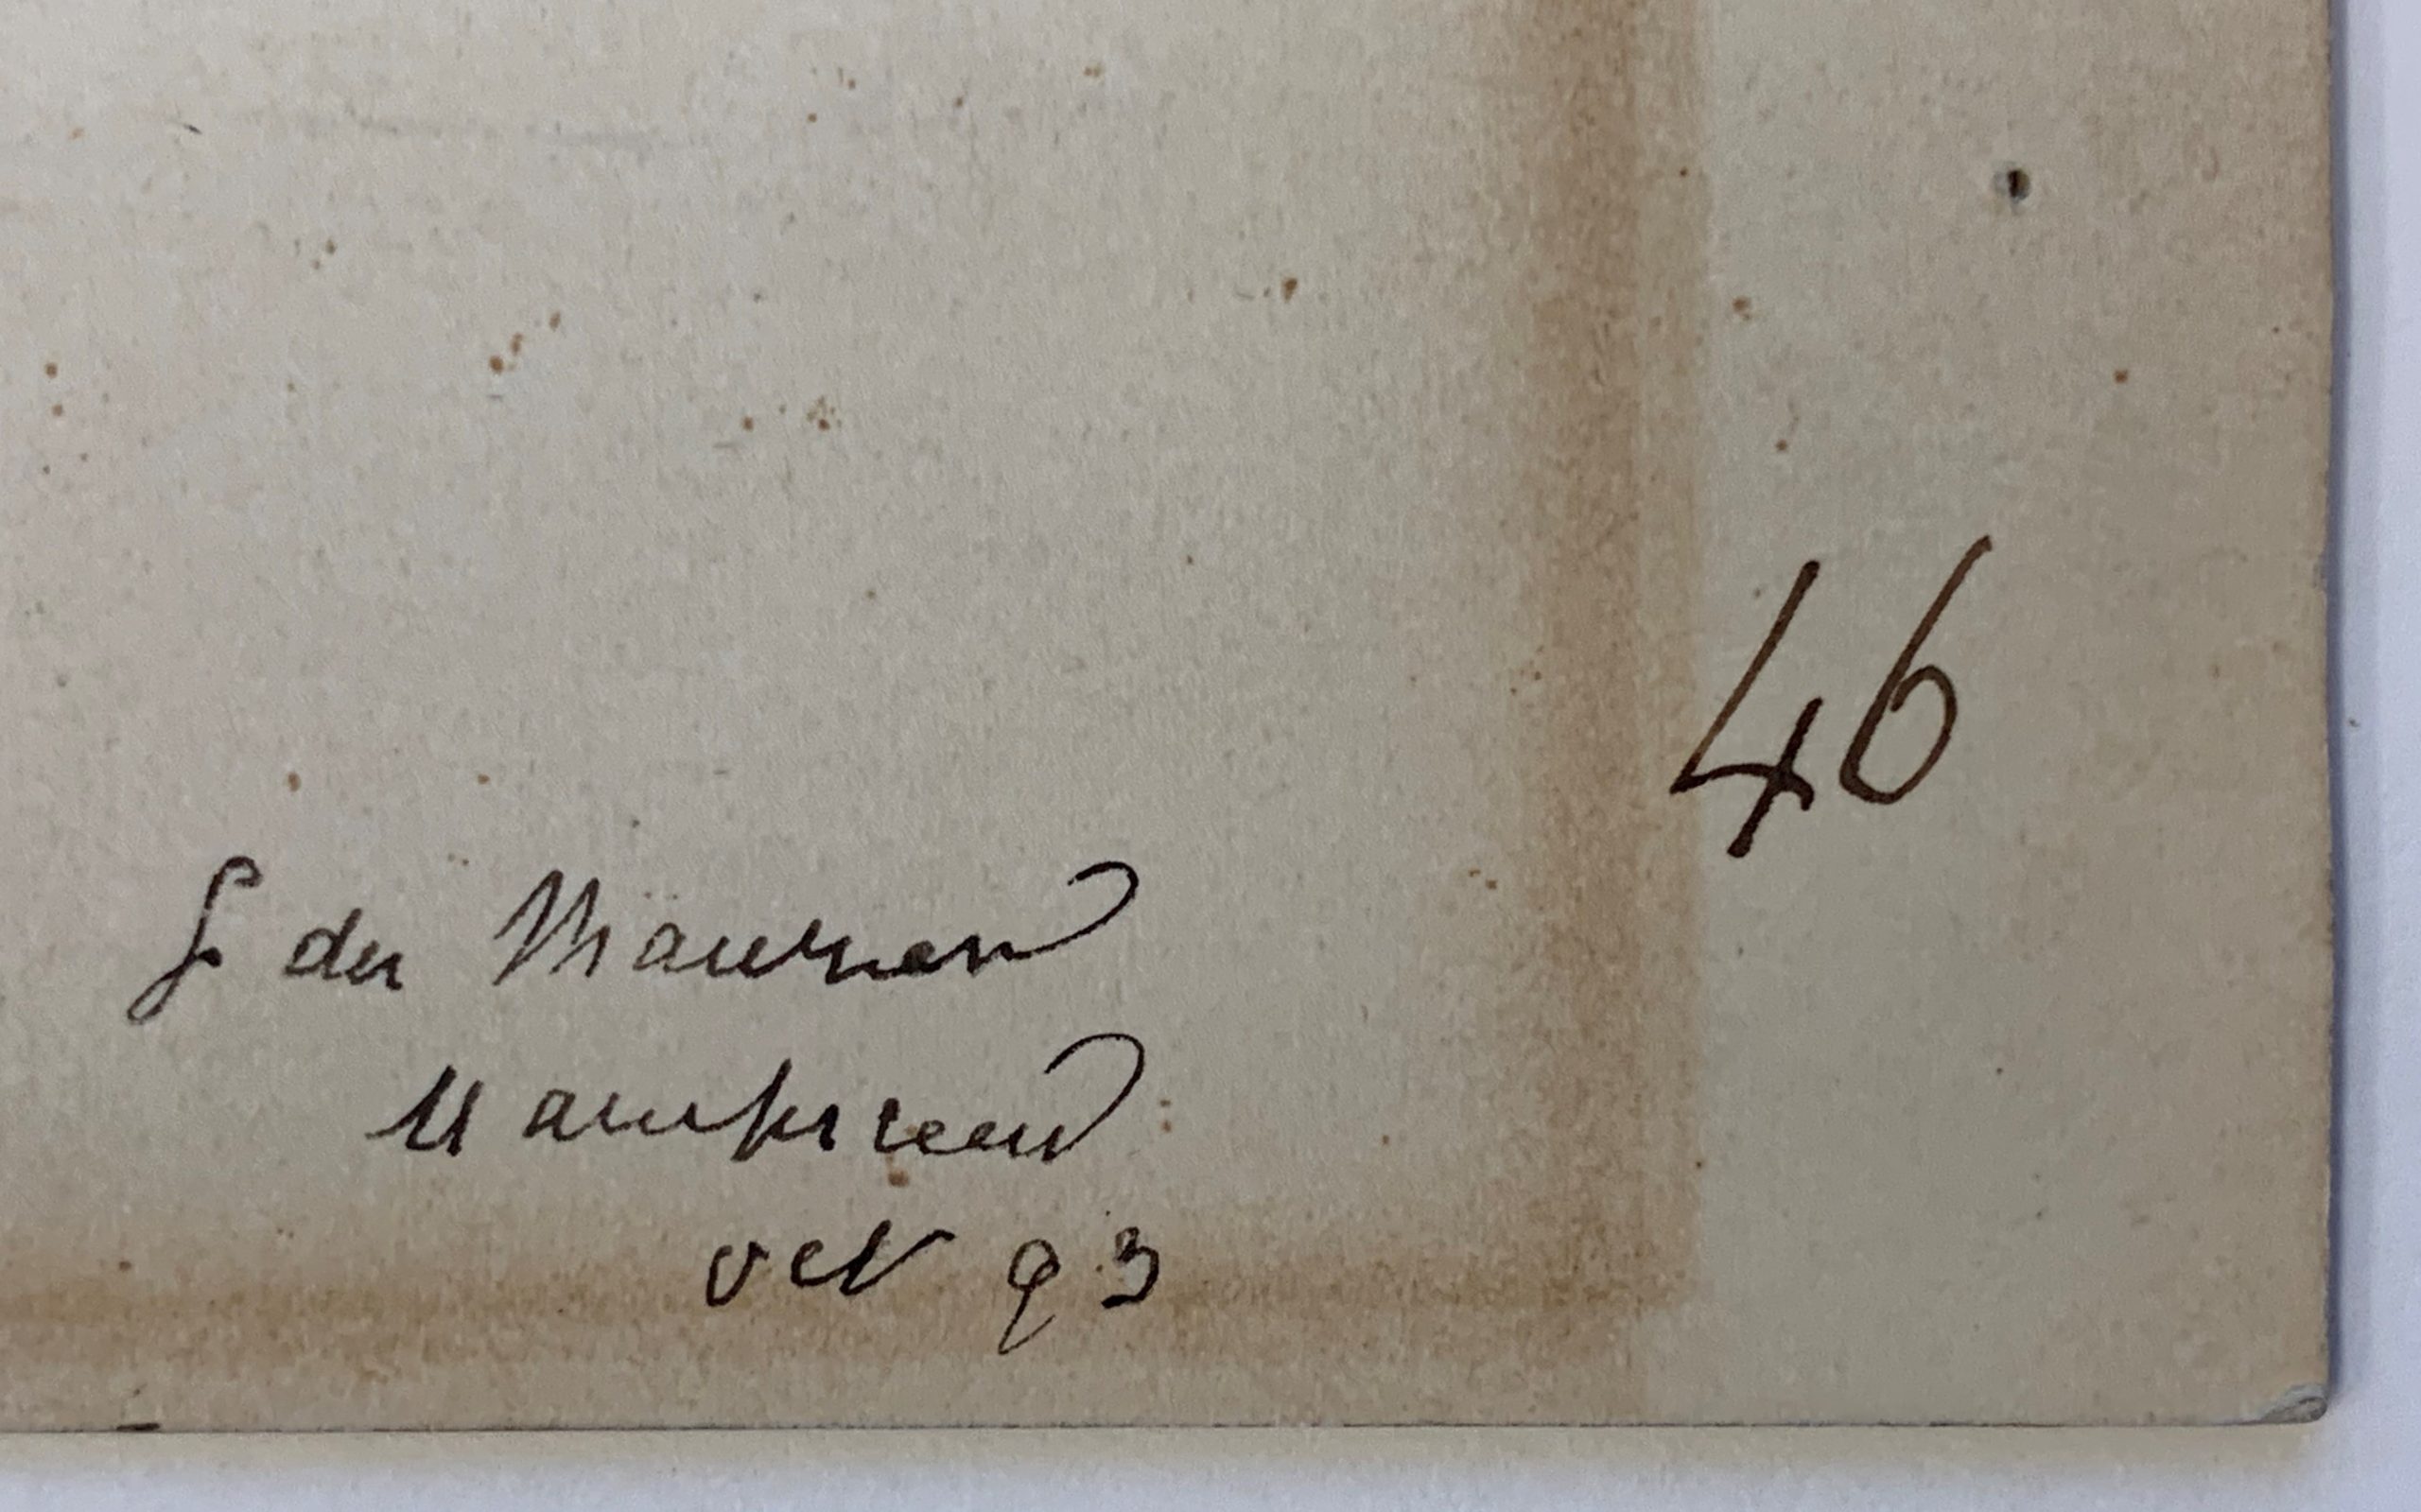 46
G du Maurier
Hampstead
Oct 93